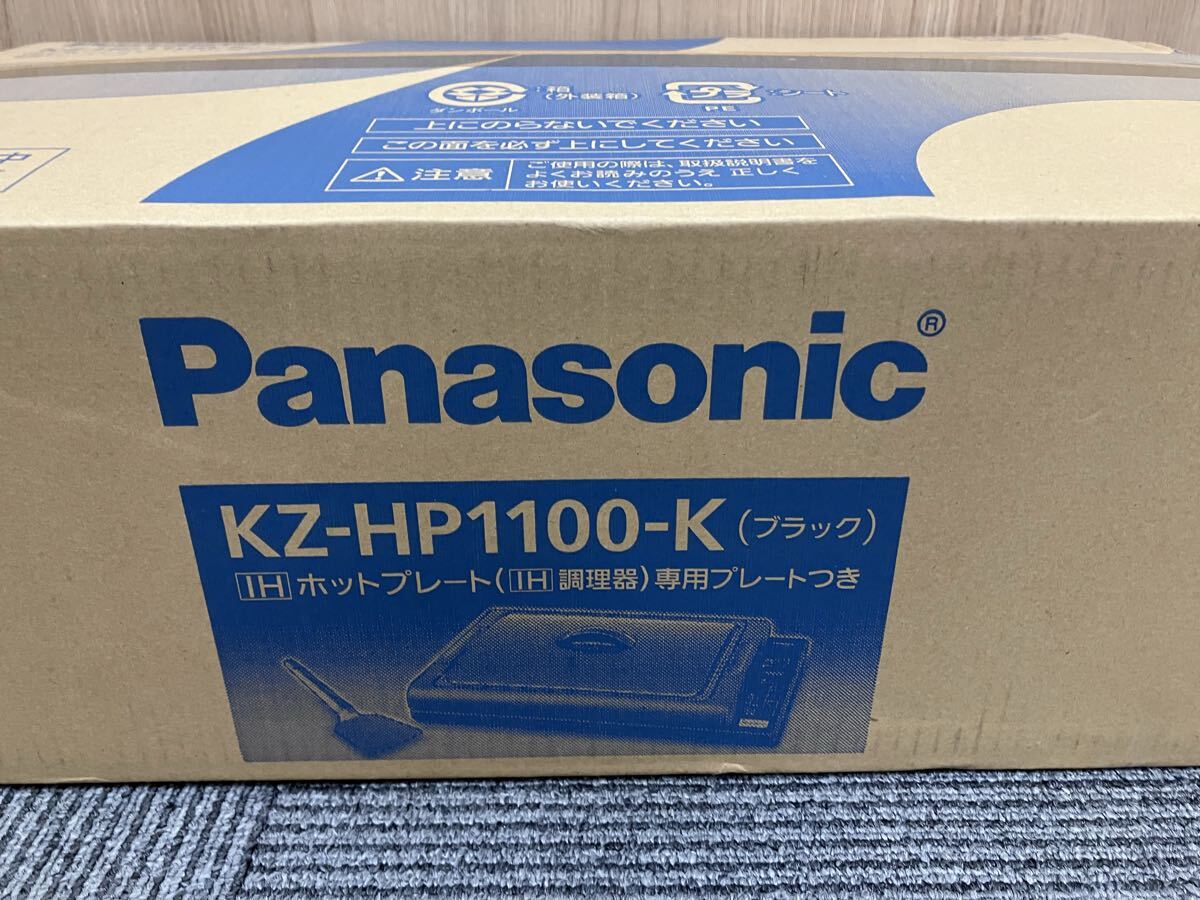 Panasonic
:箱
(外装箱)
ダンボール
PE
上にのらないでください
この面を必ず上にしてください
注意
ご使用の際は、取扱説明書を
よくお読みのうえ 正しく
お使いください。
Panasonic®
KZ-HP1100-K (ブラック)
IH ホットプレート(IH 調理器)専用プレートつき